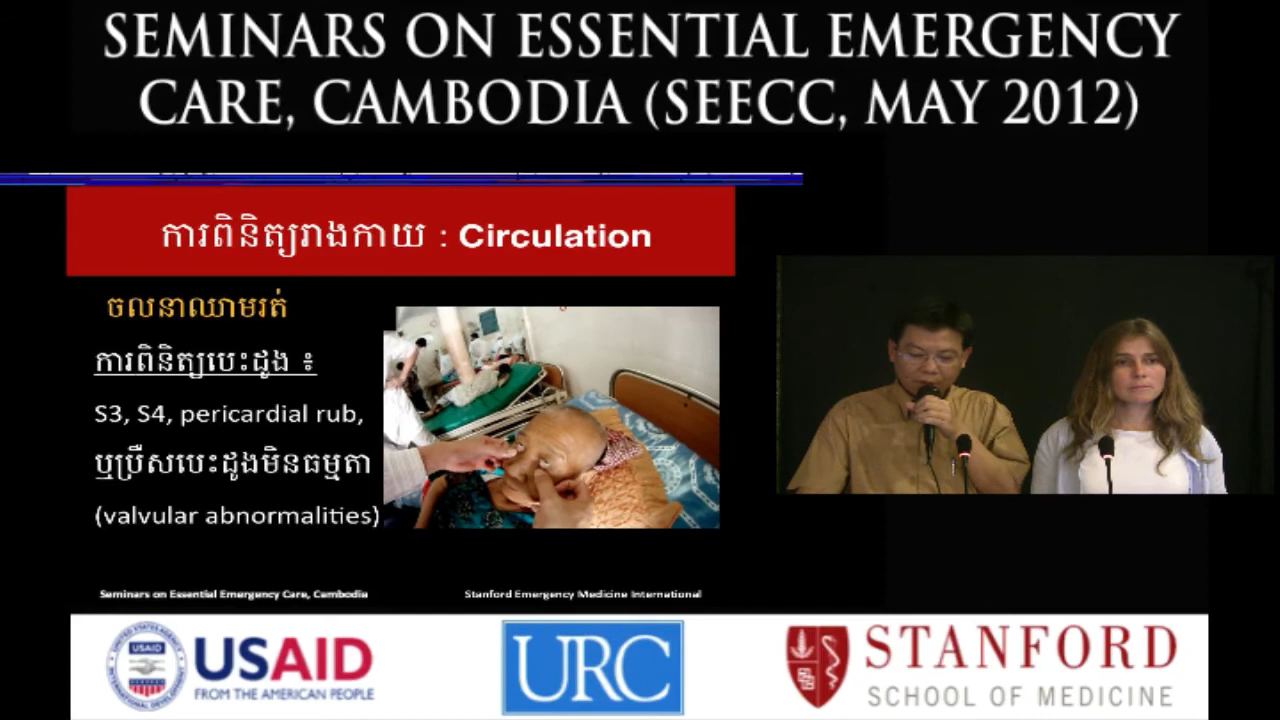 SEMINARS ON ESSENTIAL EMERGENCY
CARE, CAMBODIA (SEECC, MAY 2012)
ការពិនិត្យរាងកាយ : Circulation
ចលនាឈាមរត់
ការពិនិត្យបេះដូង ៖
S3, S4, pericardial rub,
ឬប្រឹសបេះដូងមិនធម្មតា
(valvular abnormalities)
Seminars on Essential Emergency Care, Cambodia
Stanford Emergency Medicine International
USAID
FROM THE AMERICAN PEOPLE
URC
STANFORD
SCHOOL OF MEDICINE